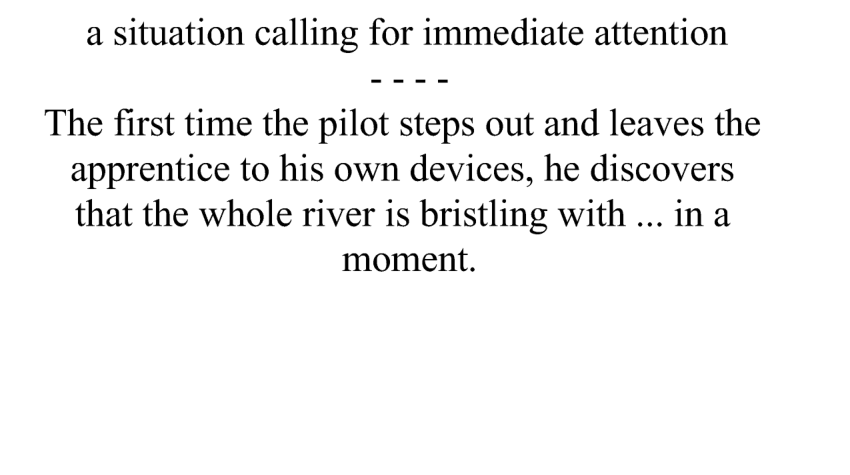 a situation calling for immediate attention
- - - -
The first time the pilot steps out and leaves the
apprentice to his own devices, he discovers
that the whole river is bristling with ... in a
moment.